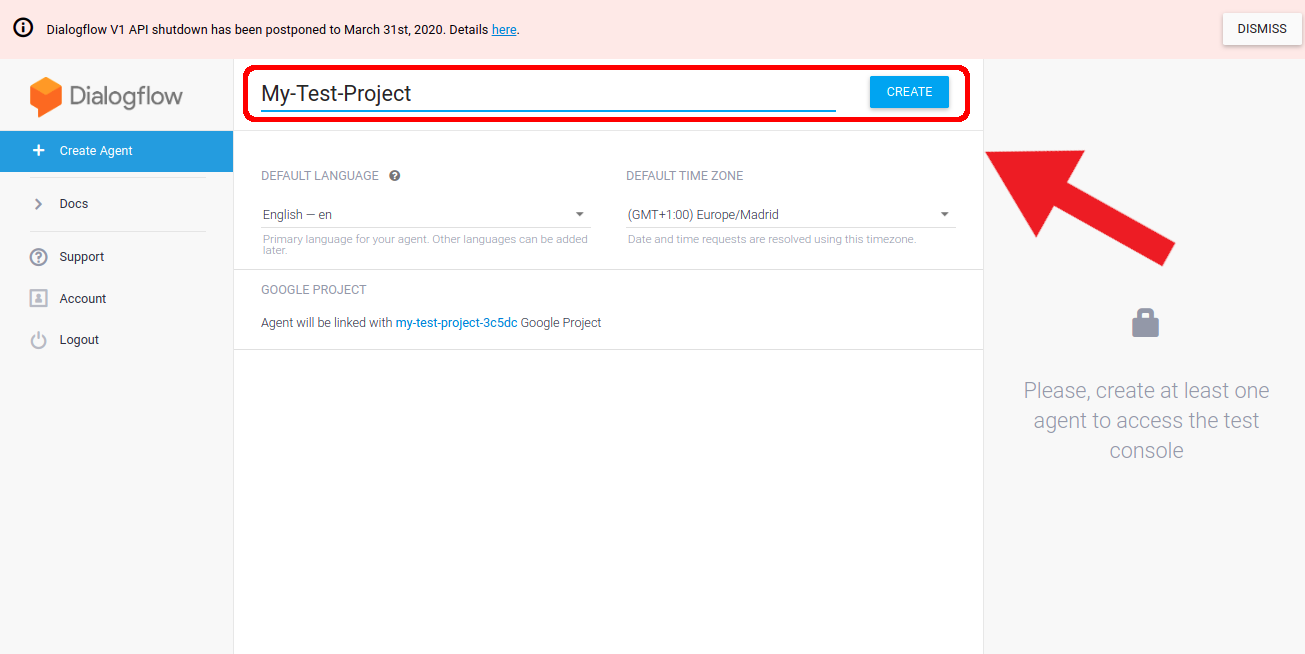 Dialogflow V1 API shutdown has been postponed to March 31st, 2020. Details here.
DISMISS
Dialogflow
My-Test-Project
CREATE
Create Agent
Docs
Support
Account
Logout
DEFAULT LANGUAGE
English — en
Primary language for your agent. Other languages can be added
later.
DEFAULT TIME ZONE
(GMT+1:00) Europe/Madrid
Date and time requests are resolved using this timezone.
GOOGLE PROJECT
Agent will be linked with my-test-project-3c5dc Google Project
Please, create at least one
agent to access the test
console